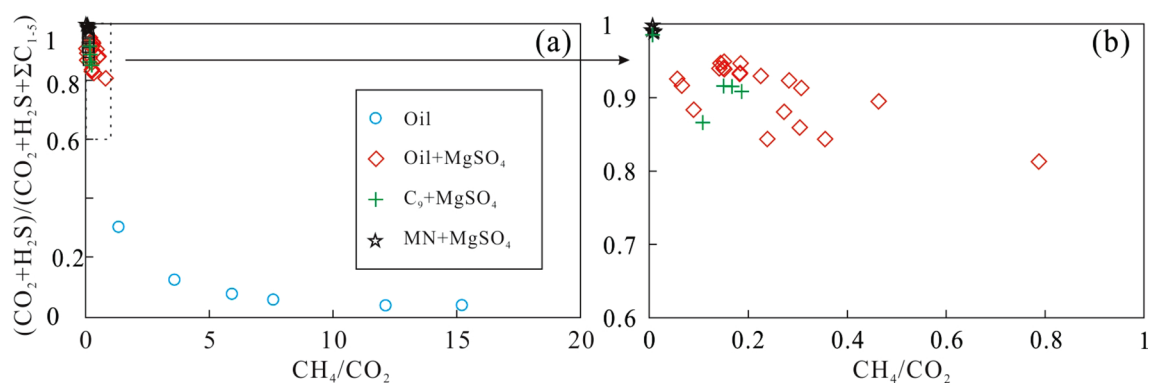 (a)
(b)
(CO₂+H₂S)/(CO₂+H₂S+ΣC₁₋₅)
1
0.8
0.6
0.2
0
Oil
Oil+MgSO₄
C₉+MgSO₄
MN+MgSO₄
0 5 10 15 20
CH₄/CO₂
1
0.9
0.8
0.7
0.6
0 0.2 0.4 0.6 0.8 1
CH₄/CO₂